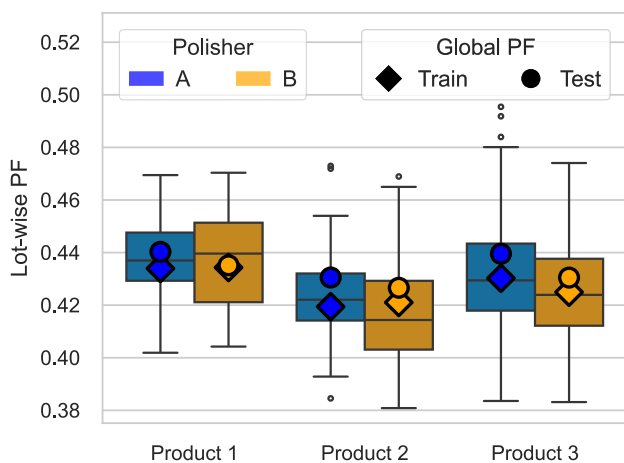 Polisher
A B
Global PF
Train Test
Lot-wise PF
0.52
0.50
0.48
0.46
0.44
0.42
0.40
0.38
Product 1 Product 2 Product 3